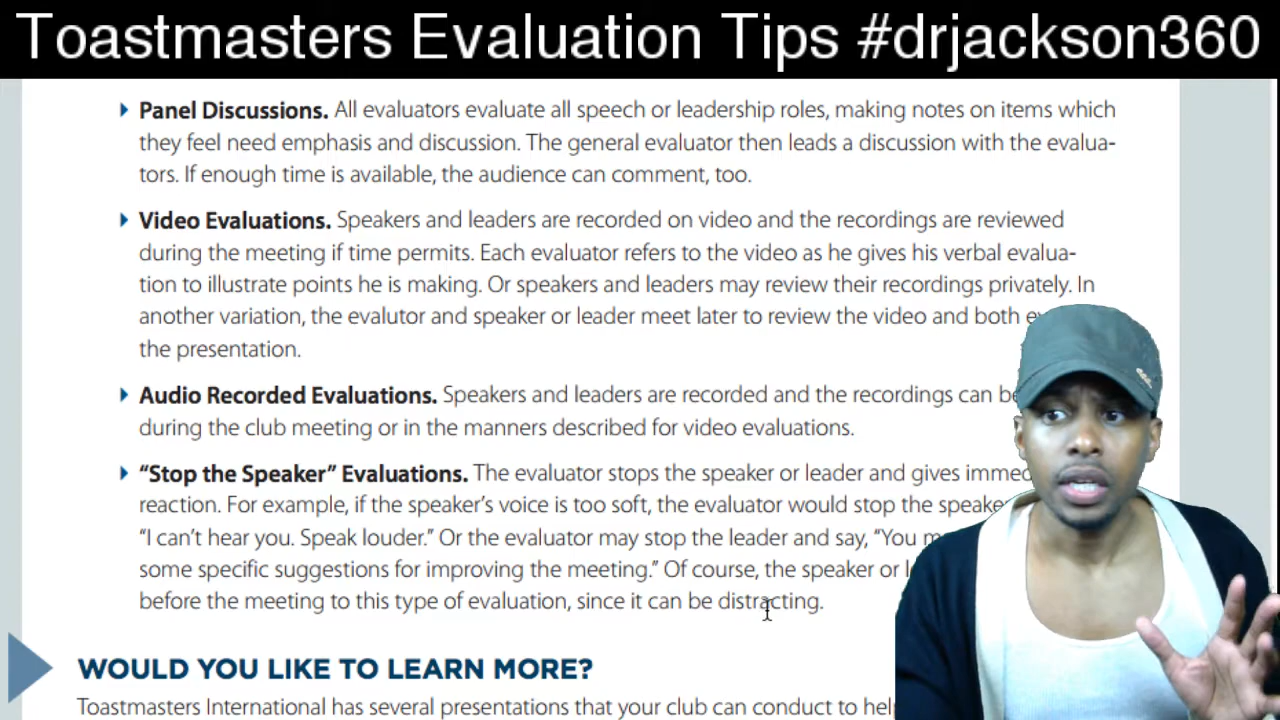 Toastmasters Evaluation Tips #drjackson360
Panel Discussions. All evaluators evaluate all speech or leadership roles, making notes on items which
they feel need emphasis and discussion. The general evaluator then leads a discussion with the evalua-
tors. If enough time is available, the audience can comment, too.
Video Evaluations. Speakers and leaders are recorded on video and the recordings are reviewed
during the meeting if time permits. Each evaluator refers to the video as he gives his verbal evalua-
tion to illustrate points he is making. Or speakers and leaders may review their recordings privately. In
another variation, the evalutor and speaker or leader meet later to review the video and both
the presentation.
Audio Recorded Evaluations. Speakers and leaders are recorded and the recordings can
during the club meeting or in the manners described for video evaluations.
“Stop the Speaker” Evaluations. The evaluator stops the speaker or leader and gives
reaction. For example, if the speaker’s voice is too soft, the evaluator would stop the
“I can’t hear you. Speak louder.” Or the evaluator may stop the leader and say, “You
some specific suggestions for improving the meeting.” Of course, the speaker or
before the meeting to this type of evaluation, since it can be distracting.
WOULD YOU LIKE TO LEARN MORE?
Toastmasters International has several presentations that your club can conduct to